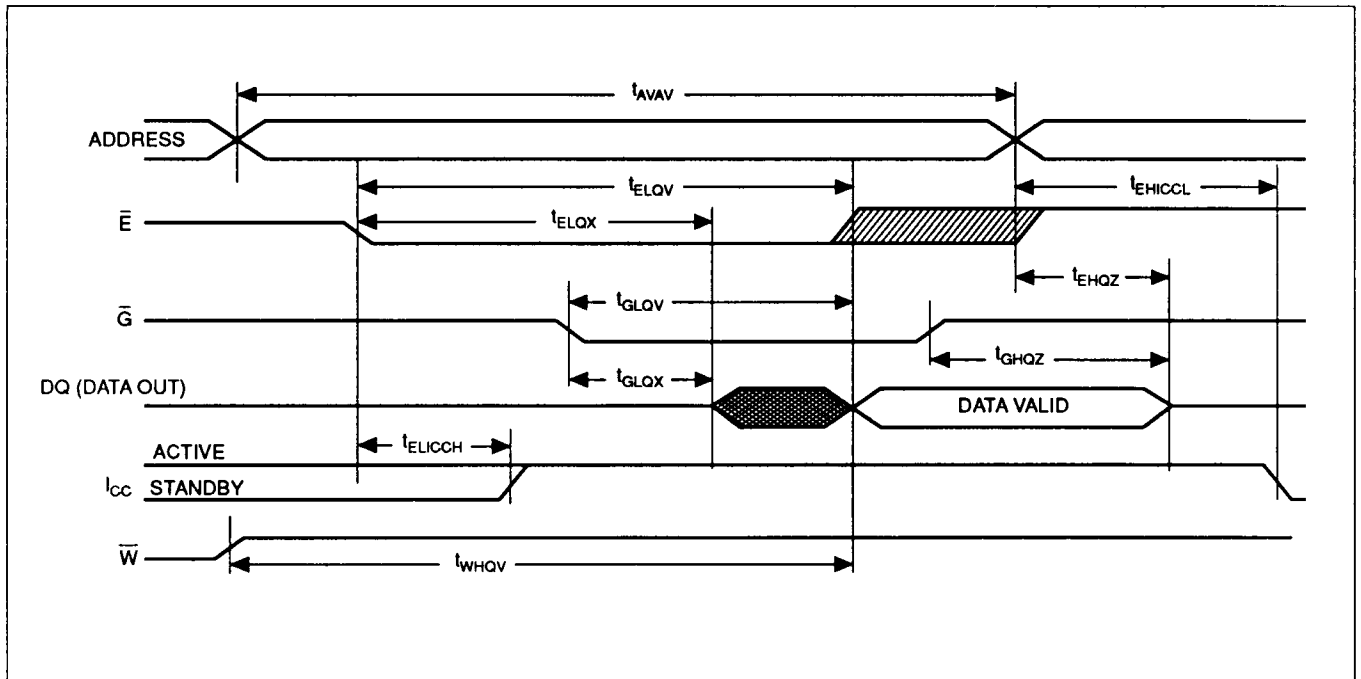 tAVAV
ADDRESS
tELQV
tEHICCL
E̅
tELQX
tEHQZ
tGLQV
G̅
tGHQZ
tGLQX
DQ (DATA OUT)
DATA VALID
tELICCH
ACTIVE
ICC STANDBY
W̅
tWHQV